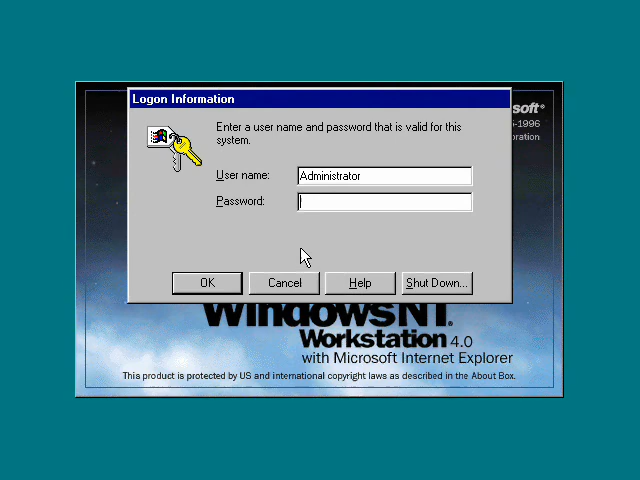 Logon Information
soft®
-1996
oration
Enter a user name and password that is valid for this
system.
User name: Administrator
Password:
OK Cancel Help Shut Down...
WindowsNT®
Workstation 4.0
with Microsoft Internet Explorer
This product is protected by US and international copyright laws as described in the About Box.